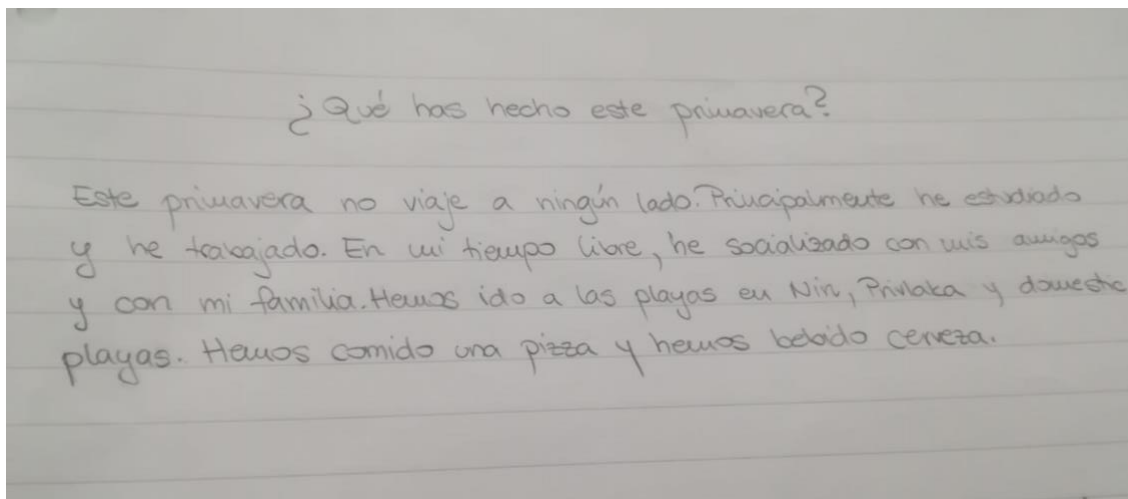 ¿Qué has hecho este primavera?
Este primavera no viaje a ningún lado. Principalmente he estudiado
y he trabajado. En mi tiempo libre, he socializado con mis amigos
y con mi familia. Hemos ido a las playas en Nin, Privlaka y domestic
playas. Hemos comido una pizza y hemos bebido cerveza.